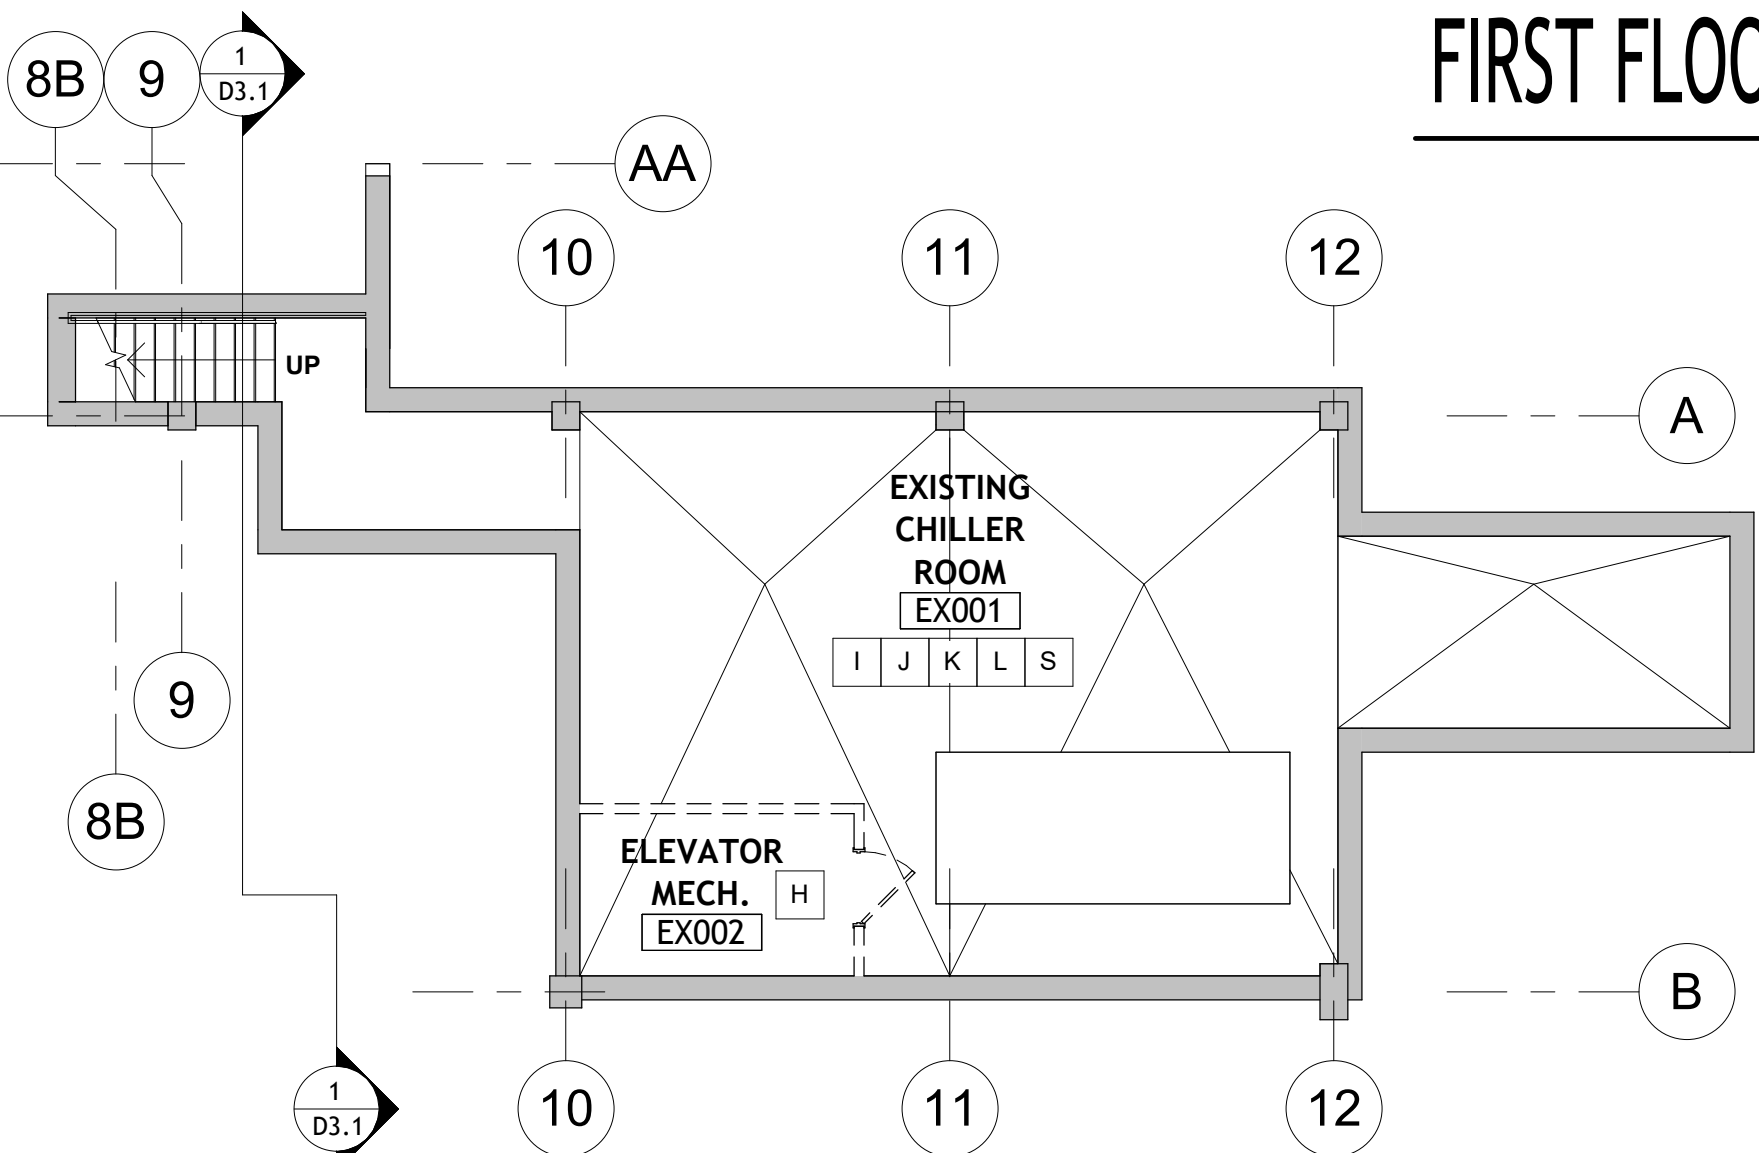 FIRST FLOO
8B
9
1
D3.1
AA
10
11
12
UP
A
EXISTING
CHILLER
ROOM
EX001
I J K L S
9
8B
ELEVATOR
MECH.
H
EX002
B
1
D3.1
10
11
12